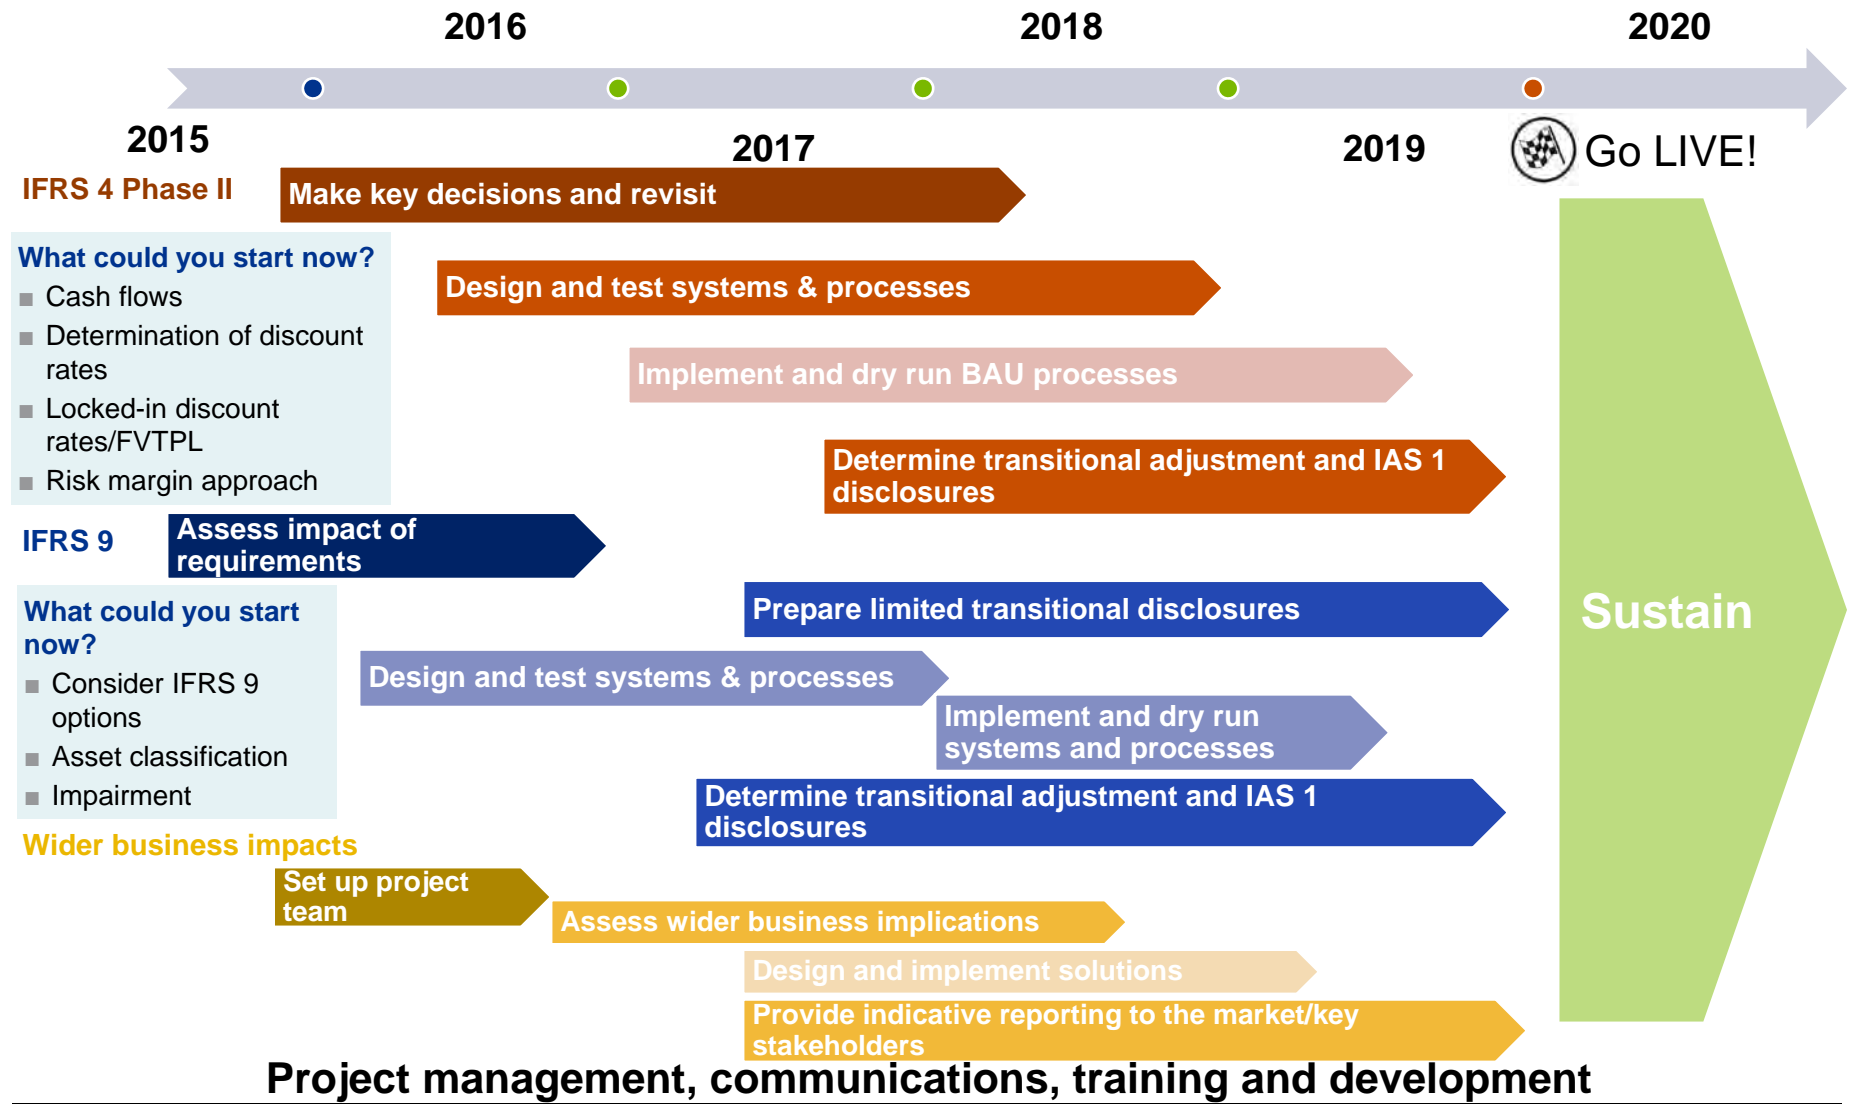 2016
2018
2020
2015
2017
2019
Go LIVE!
IFRS 4 Phase II
Make key decisions and revisit
What could you start now?
Cash flows
Determination of discount
rates
Locked-in discount
rates/FVTPL
Risk margin approach
Design and test systems & processes
Implement and dry run BAU processes
Determine transitional adjustment and IAS 1
disclosures
IFRS 9
Assess impact of
requirements
What could you start
now?
Consider IFRS 9
options
Asset classification
Impairment
Prepare limited transitional disclosures
Design and test systems & processes
Implement and dry run
systems and processes
Determine transitional adjustment and IAS 1
disclosures
Sustain
Wider business impacts
Set up project
team
Assess wider business implications
Design and implement solutions
Provide indicative reporting to the market/key
stakeholders
Project management, communications, training and development